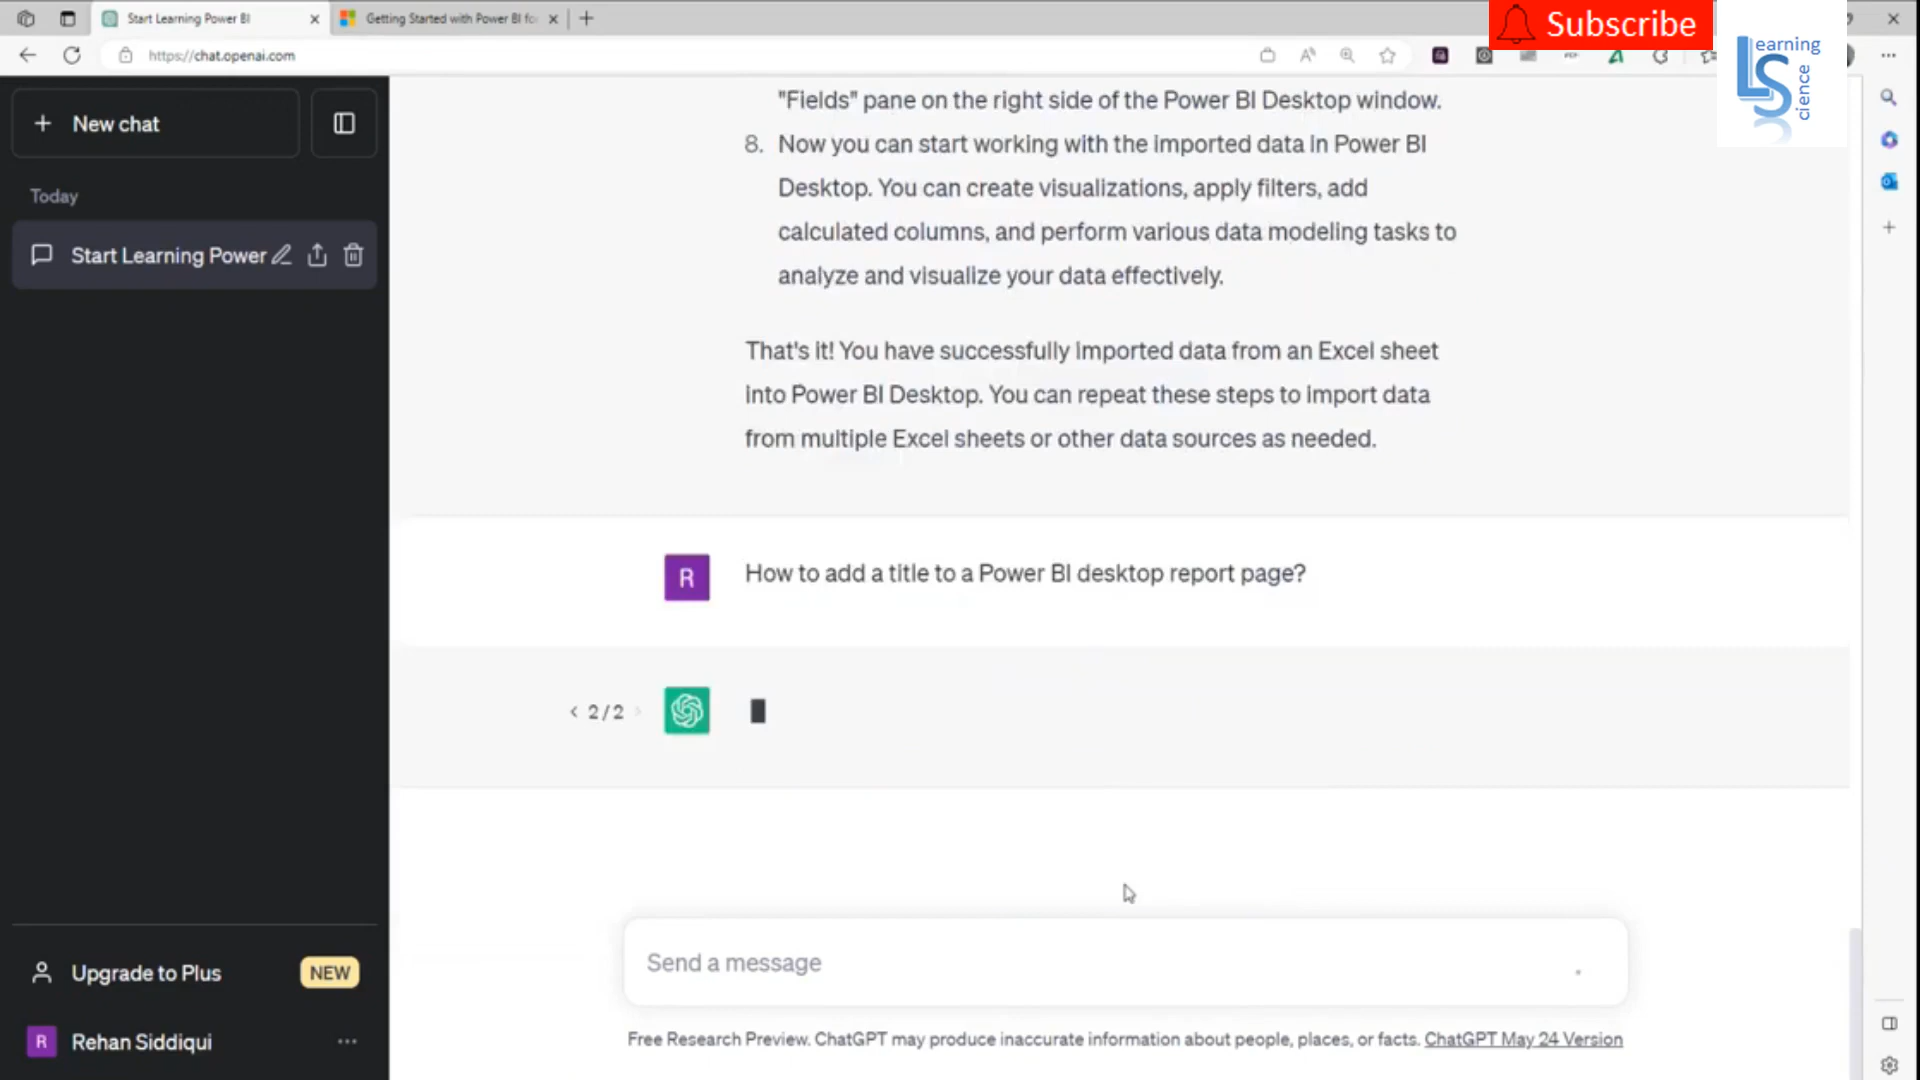 Start Learning Power BI
Getting Started with Power BI fo
Subscribe
https://chat.openai.com
Learning
Science
New chat
Today
Start Learning Power
"Fields" pane on the right side of the Power BI Desktop window.
8. Now you can start working with the imported data in Power BI
Desktop. You can create visualizations, apply filters, add
calculated columns, and perform various data modeling tasks to
analyze and visualize your data effectively.
That's it! You have successfully imported data from an Excel sheet
into Power BI Desktop. You can repeat these steps to import data
from multiple Excel sheets or other data sources as needed.
R
How to add a title to a Power BI desktop report page?
< 2 / 2 >
Send a message
Upgrade to Plus
NEW
R
Rehan Siddiqui
Free Research Preview. ChatGPT may produce inaccurate information about people, places, or facts. ChatGPT May 24 Version